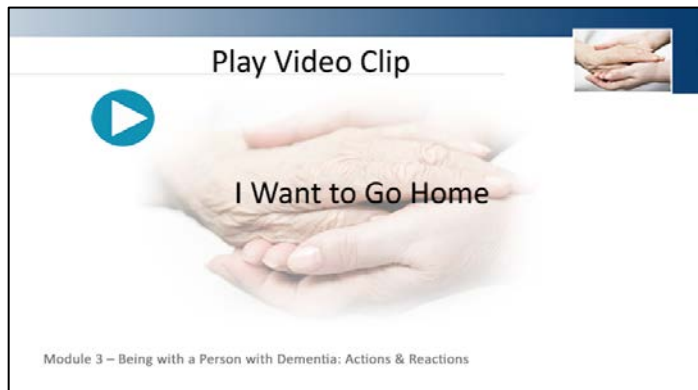 Play Video Clip
I Want to Go Home
Module 3 – Being with a Person with Dementia: Actions & Reactions